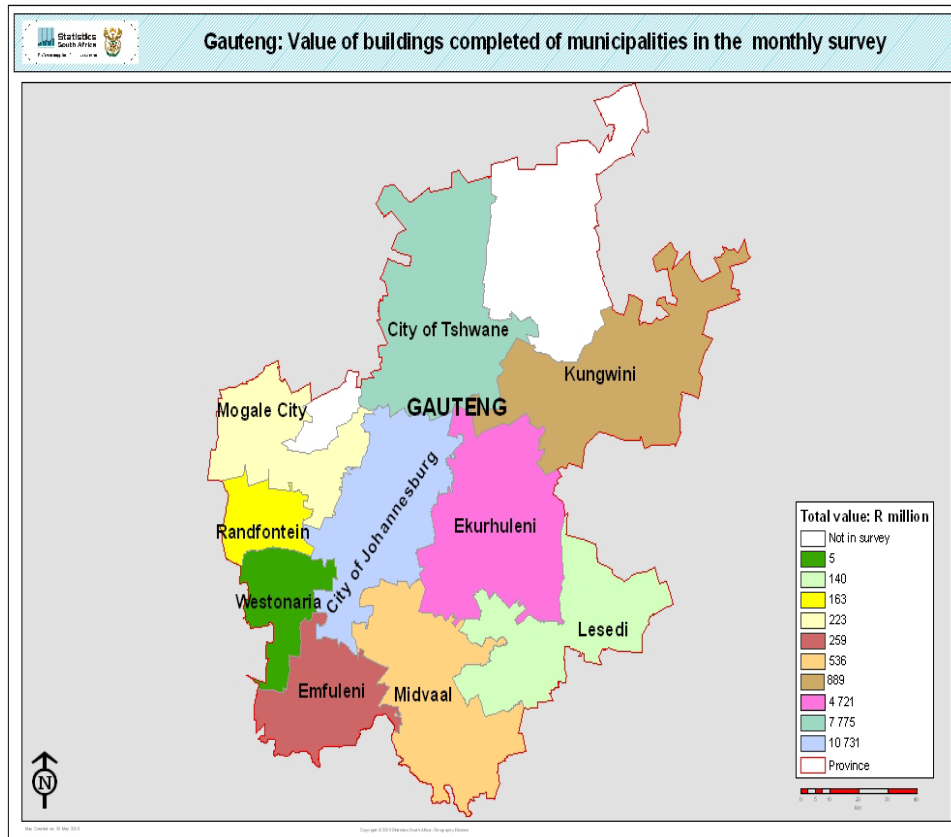 Statistics
South Africa
Gauteng: Value of buildings completed of municipalities in the monthly survey
City of Tshwane
Kungwini
GAUTENG
Mogale City
City of Johannesburg
Ekurhuleni
Randfontein
Westonaria
Lesedi
Emfuleni
Midvaal
Total value: R million
Not in survey
5
140
163
223
259
536
889
4 721
7 775
10 731
Province
N